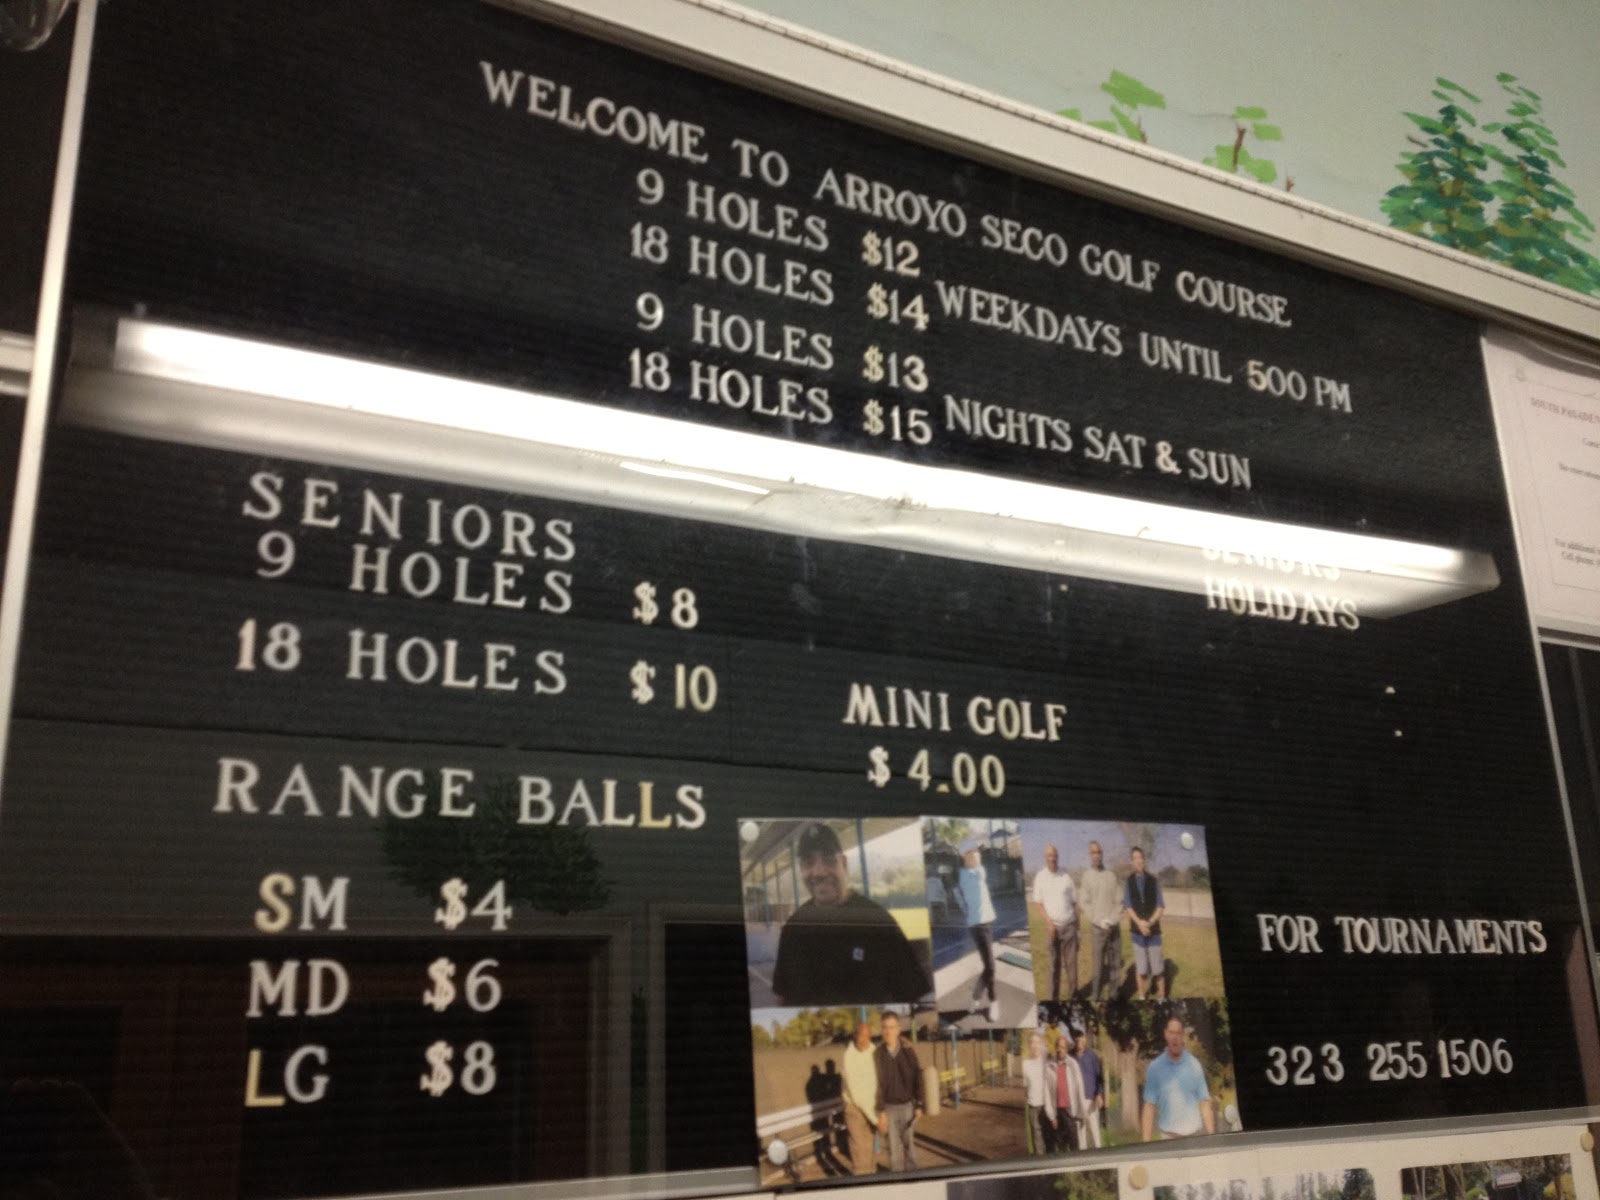 WELCOME TO ARROYO SECO GOLF COURSE
9 HOLES $12
18 HOLES $14 WEEKDAYS UNTIL 500 PM
9 HOLES $13
18 HOLES $15 NIGHTS SAT & SUN
SENIORS
9 HOLES $8
18 HOLES $10
SENIORS
HOLIDAYS
MINI GOLF
$4.00
RANGE BALLS
SM $4
MD $6
LG $8
FOR TOURNAMENTS
323 255 1506